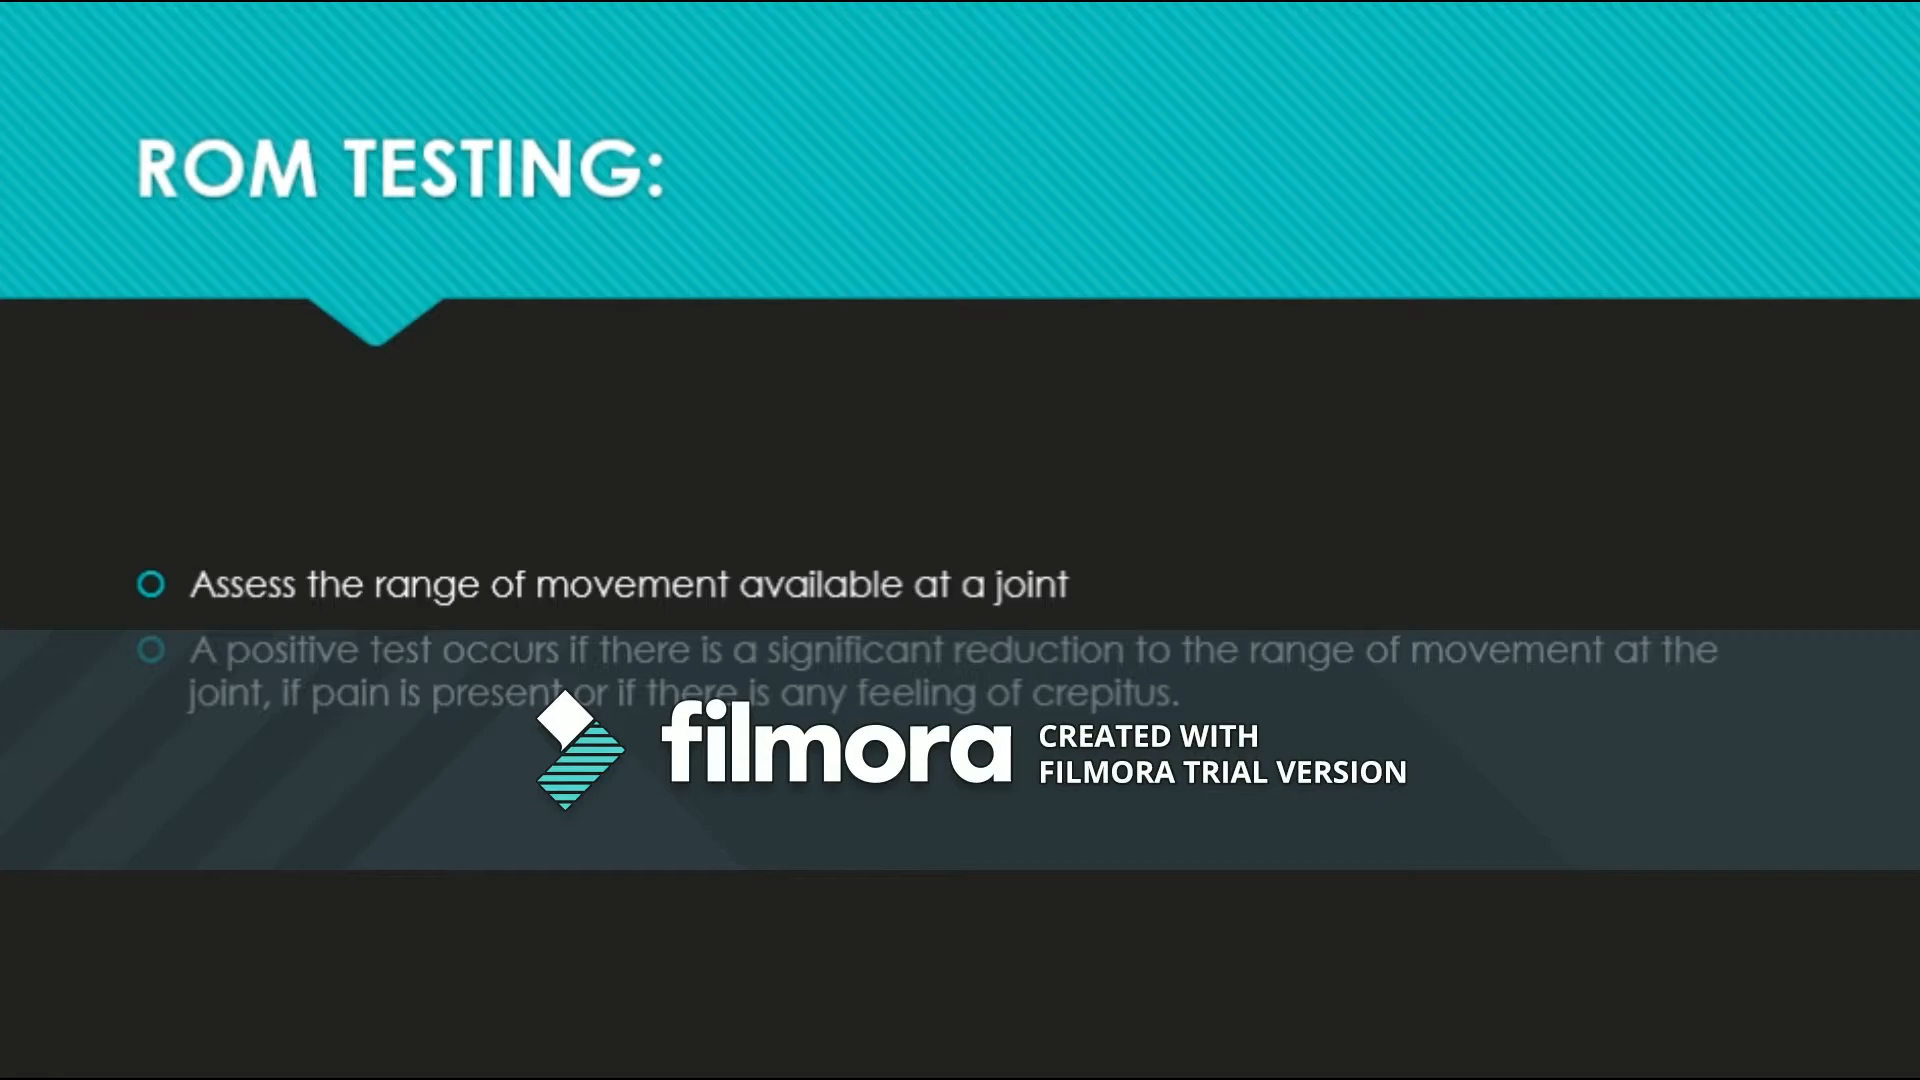 ROM TESTING:
Assess the range of movement available at a joint
A positive test occurs if there is a significant reduction to the range of movement at the
joint, if pain is present or if there is any feeling of crepitus.
filmora
CREATED WITH
FILMORA TRIAL VERSION